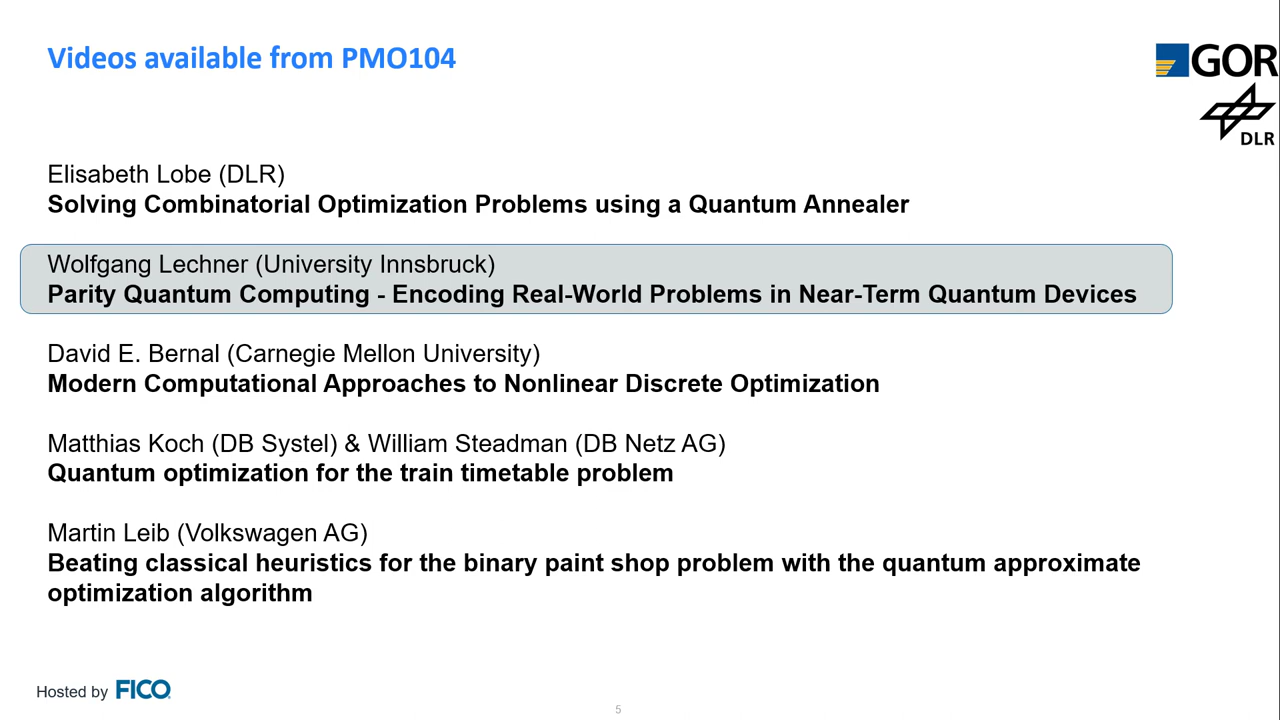 Videos available from PMO104
GOR
DLR
Elisabeth Lobe (DLR)
Solving Combinatorial Optimization Problems using a Quantum Annealer
Wolfgang Lechner (University Innsbruck)
Parity Quantum Computing - Encoding Real-World Problems in Near-Term Quantum Devices
David E. Bernal (Carnegie Mellon University)
Modern Computational Approaches to Nonlinear Discrete Optimization
Matthias Koch (DB Systel) & William Steadman (DB Netz AG)
Quantum optimization for the train timetable problem
Martin Leib (Volkswagen AG)
Beating classical heuristics for the binary paint shop problem with the quantum approximate
optimization algorithm
Hosted by FICO
5